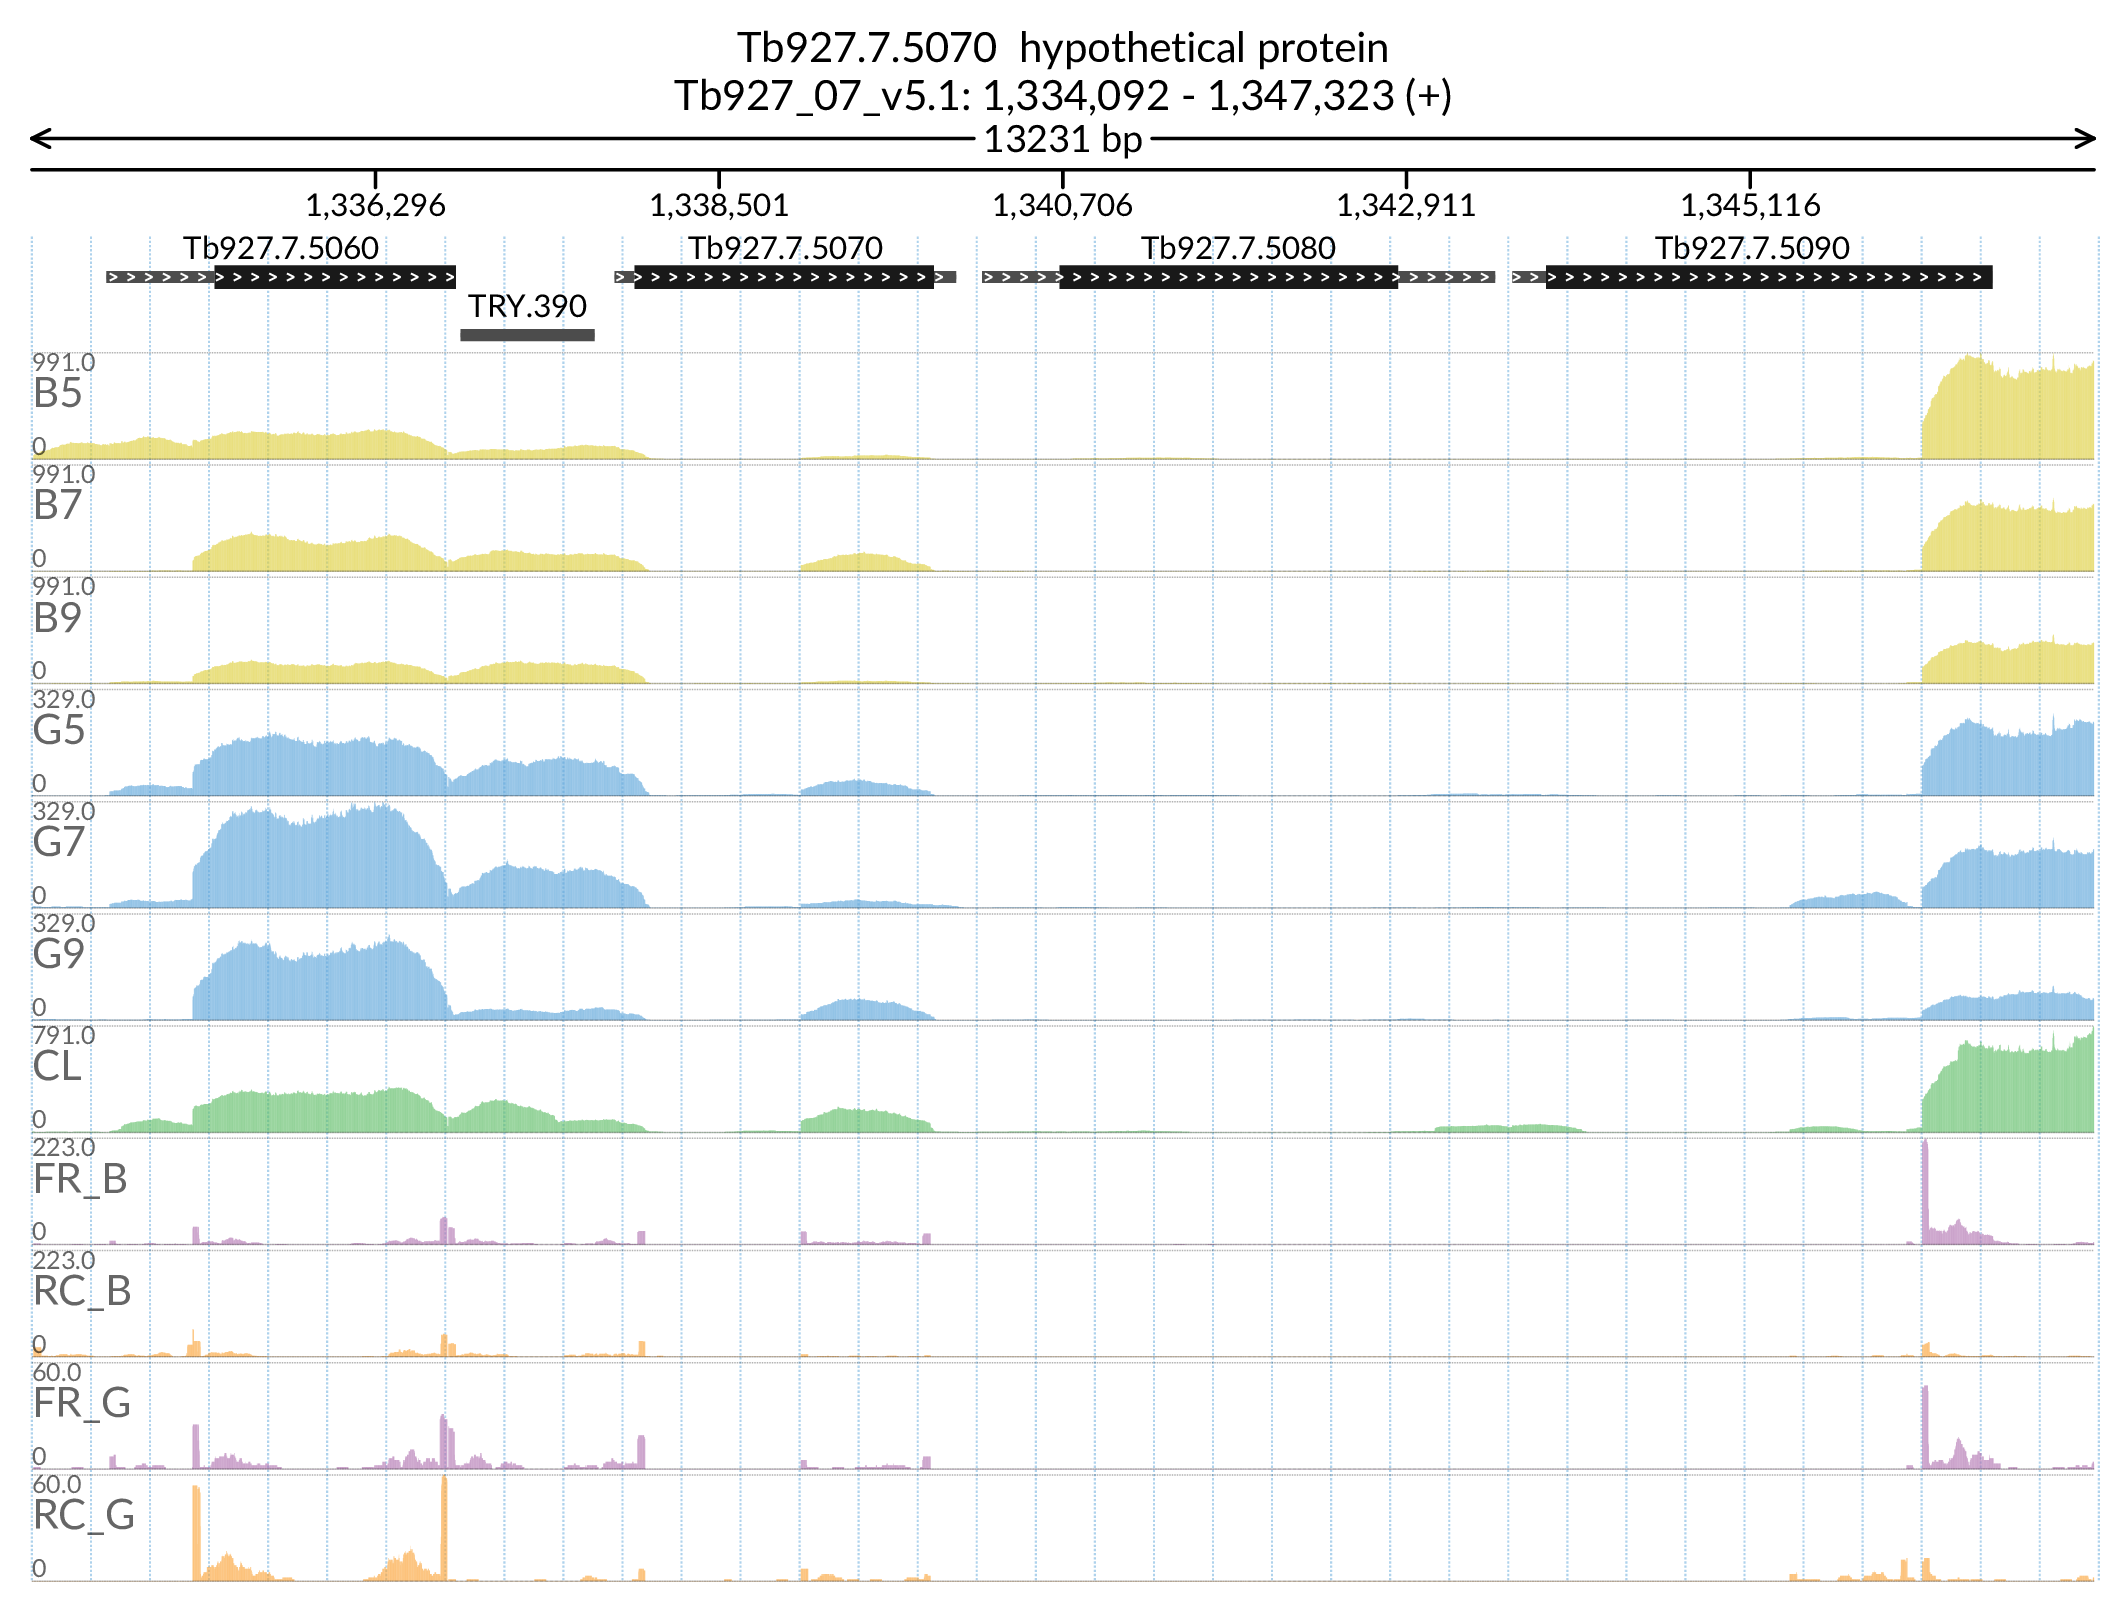 Tb927.7.5070  hypothetical protein
Tb927_07_v5.1: 1,334,092 - 1,347,323 (+)
13231 bp
1,336,296 1,338,501 1,340,706 1,342,911 1,345,116
Tb927.7.5060 Tb927.7.5070 Tb927.7.5080 Tb927.7.5090
TRY.390
991.0
B5
0
991.0
B7
0
991.0
B9
0
329.0
G5
0
329.0
G7
0
329.0
G9
0
791.0
CL
0
223.0
FR_B
0
223.0
RC_B
0
60.0
FR_G
0
60.0
RC_G
0